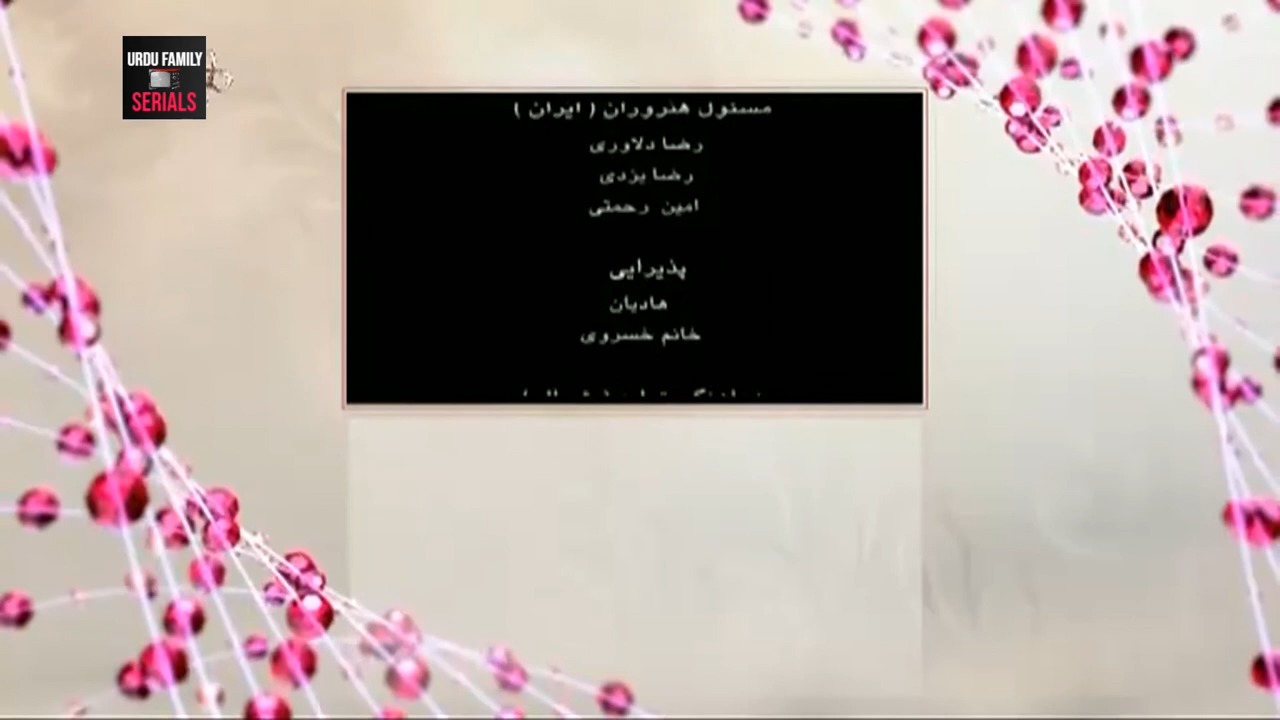 URDU FAMILY
SERIALS
مسئول هنروران ( ایران )
رضا دلاوری
رضا یزدی
امین رحمتی
پذیرایی
هادیان
خانم خسروی